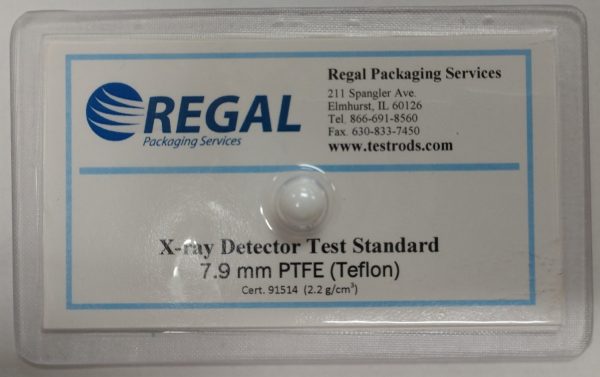 REGAL
Packaging Services
Regal Packaging Services
211 Spangler Ave.
Elmhurst, IL 60126
Tel. 866-691-8560
Fax. 630-833-7450
www.testrods.com
X-ray Detector Test Standard
7.9 mm PTFE (Teflon)
Cert. 91514 (2.2 g/cm³)